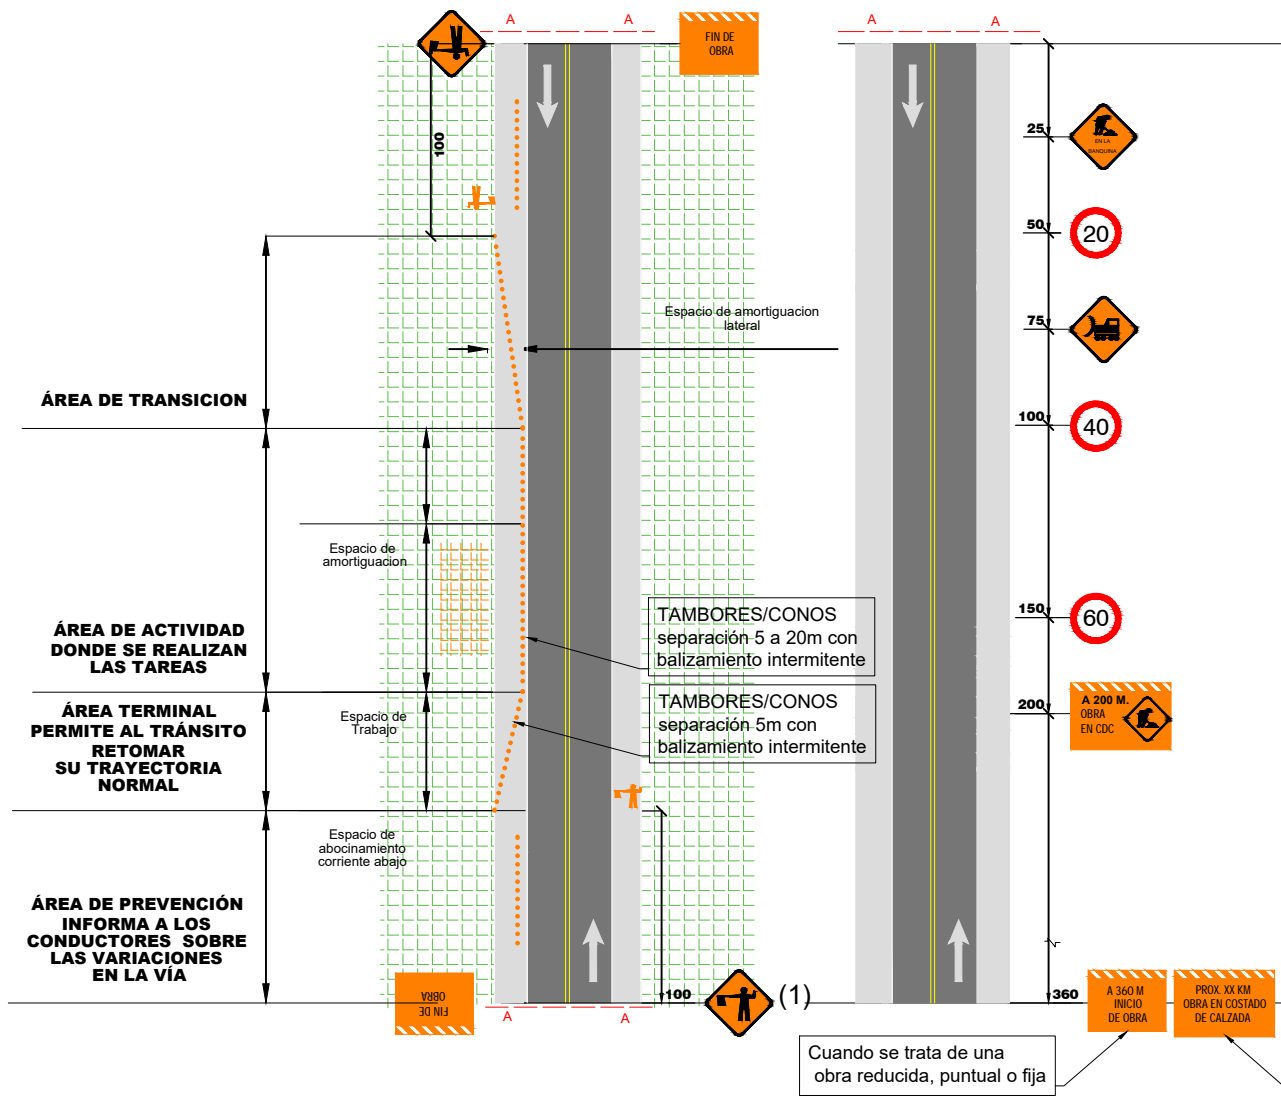 A
A
A
A
FIN DE
OBRA
100
25
EN LA
BANQUINA
50
20
Espacio de amortiguacion
lateral
75
ÁREA DE TRANSICION
100
40
Espacio de
amortiguacion
TAMBORES/CONOS
separación 5 a 20m con
balizamiento intermitente
150
60
ÁREA DE ACTIVIDAD
DONDE SE REALIZAN
LAS TAREAS
TAMBORES/CONOS
separación 5m con
balizamiento intermitente
ÁREA TERMINAL
PERMITE AL TRÁNSITO
RETOMAR
SU TRAYECTORIA
NORMAL
Espacio de
Trabajo
200
A 200 M.
OBRA
EN CDC
Espacio de
abocinamiento
corriente abajo
ÁREA DE PREVENCIÓN
INFORMA A LOS
CONDUCTORES SOBRE
LAS VARIACIONES
EN LA VÍA
FIN DE
OBRA
A
A
100
(1)
360
A 360 M
INICIO
DE OBRA
PROX. XX KM
OBRA EN COSTADO
DE CALZADA
Cuando se trata de una
obra reducida, puntual o fija